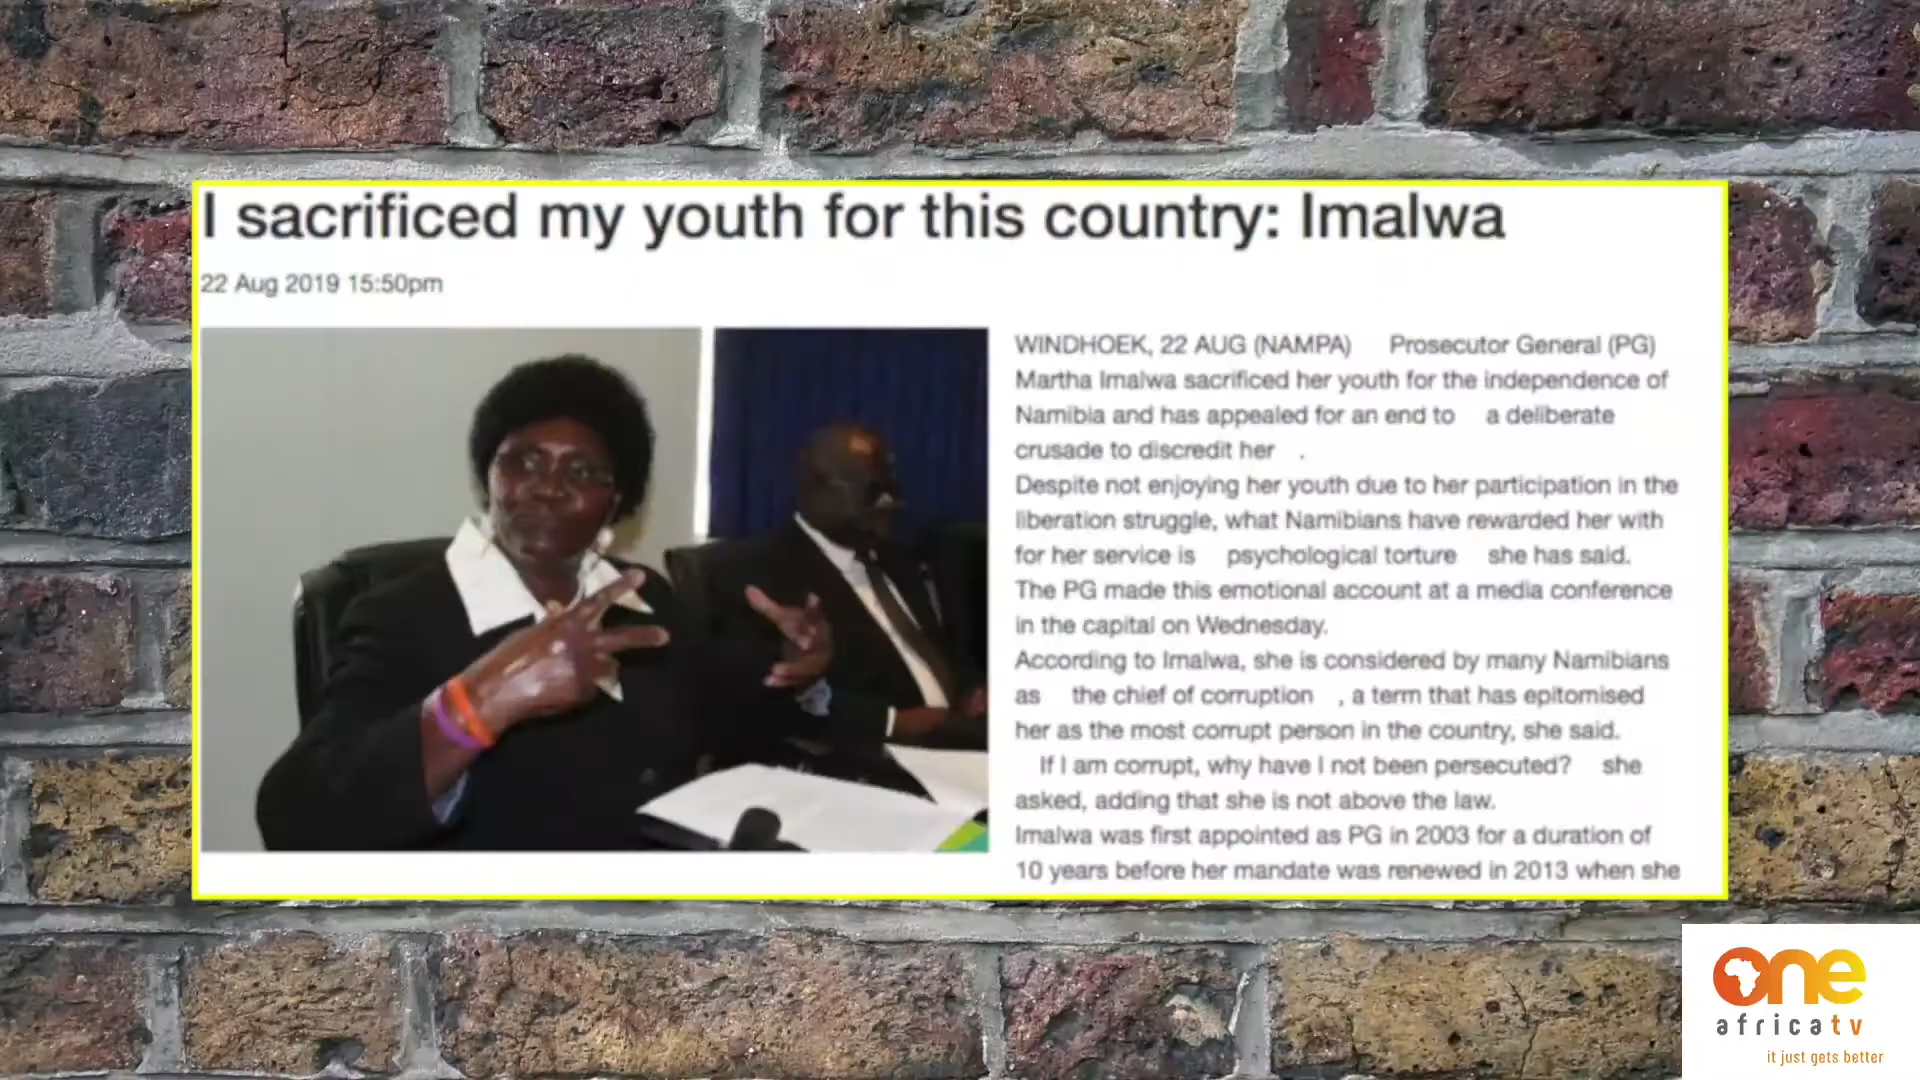 I sacrificed my youth for this country: Imalwa
22 Aug 2019 15:50pm
WINDHOEK, 22 AUG (NAMPA) Prosecutor General (PG)
Martha Imalwa sacrificed her youth for the independence of
Namibia and has appealed for an end to a deliberate
crusade to discredit her .
Despite not enjoying her youth due to her participation in the
liberation struggle, what Namibians have rewarded her with
for her service is psychological torture she has said.
The PG made this emotional account at a media conference
in the capital on Wednesday.
According to Imalwa, she is considered by many Namibians
as the chief of corruption , a term that has epitomised
her as the most corrupt person in the country, she said.
If I am corrupt, why have I not been persecuted? she
asked, adding that she is not above the law.
Imalwa was first appointed as PG in 2003 for a duration of
10 years before her mandate was renewed in 2013 when she
one
africa tv
it just gets better